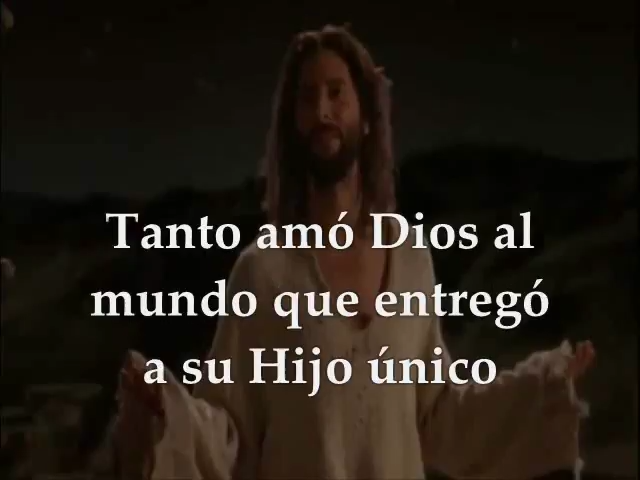 Tanto amó Dios al
mundo que entregó
a su Hijo único